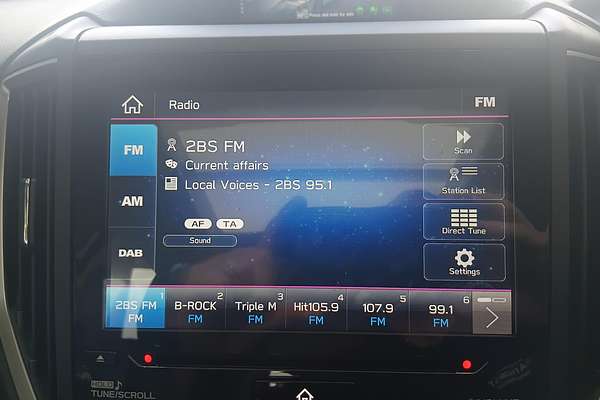 Radio FM
FM
2BS FM
Current affairs
Local Voices - 2BS 95.1
AF TA
Sound
AM
DAB
Scan
Station List
Direct Tune
Settings
2BS FM 1
FM
B-ROCK 2
FM
Triple M 3
FM
Hit105.9 4
FM
107.9 5
FM
99.1 6
FM
HOLD
TUNE/SCROLL